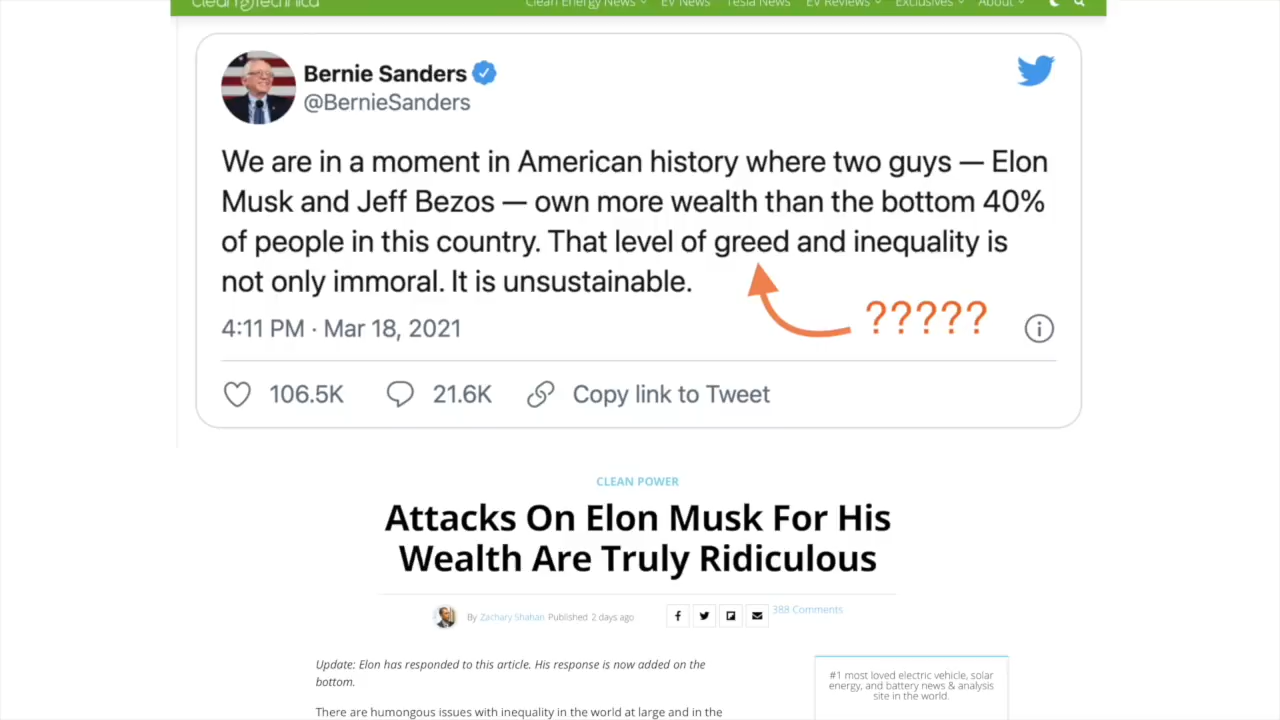 CleanTechnica Clean Energy News EV News Tesla News EV Reviews Exclusives About
Bernie Sanders
@BernieSanders
We are in a moment in American history where two guys — Elon
Musk and Jeff Bezos — own more wealth than the bottom 40%
of people in this country. That level of greed and inequality is
not only immoral. It is unsustainable.
?????
4:11 PM · Mar 18, 2021
106.5K 21.6K Copy link to Tweet
CLEAN POWER
Attacks On Elon Musk For His
Wealth Are Truly Ridiculous
By Zachary Shahan Published 2 days ago
388 Comments
Update: Elon has responded to this article. His response is now added on the
bottom.
There are humongous issues with inequality in the world at large and in the
#1 most loved electric vehicle, solar
energy, and battery news & analysis
site in the world.